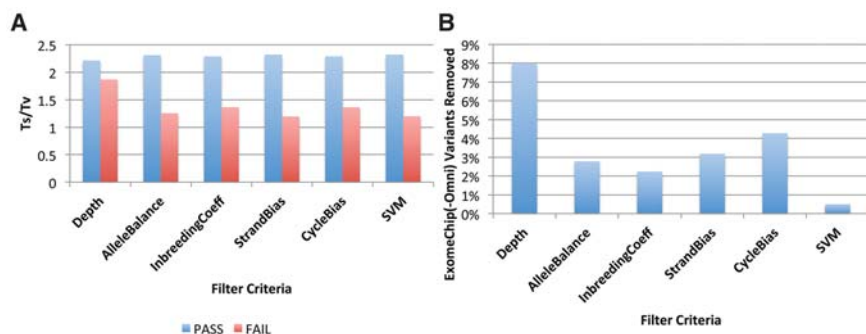 A
Ts/Tv
2.5
2
1.5
1
0.5
0
Depth
AlleleBalance
InbreedingCoeff
StrandBias
CycleBias
SVM
Filter Criteria
PASS
FAIL
B
ExomeChip(-Omni) Variants Removed
9%
8%
7%
6%
5%
4%
3%
2%
1%
0%
Depth
AlleleBalance
InbreedingCoeff
StrandBias
CycleBias
SVM
Filter Criteria